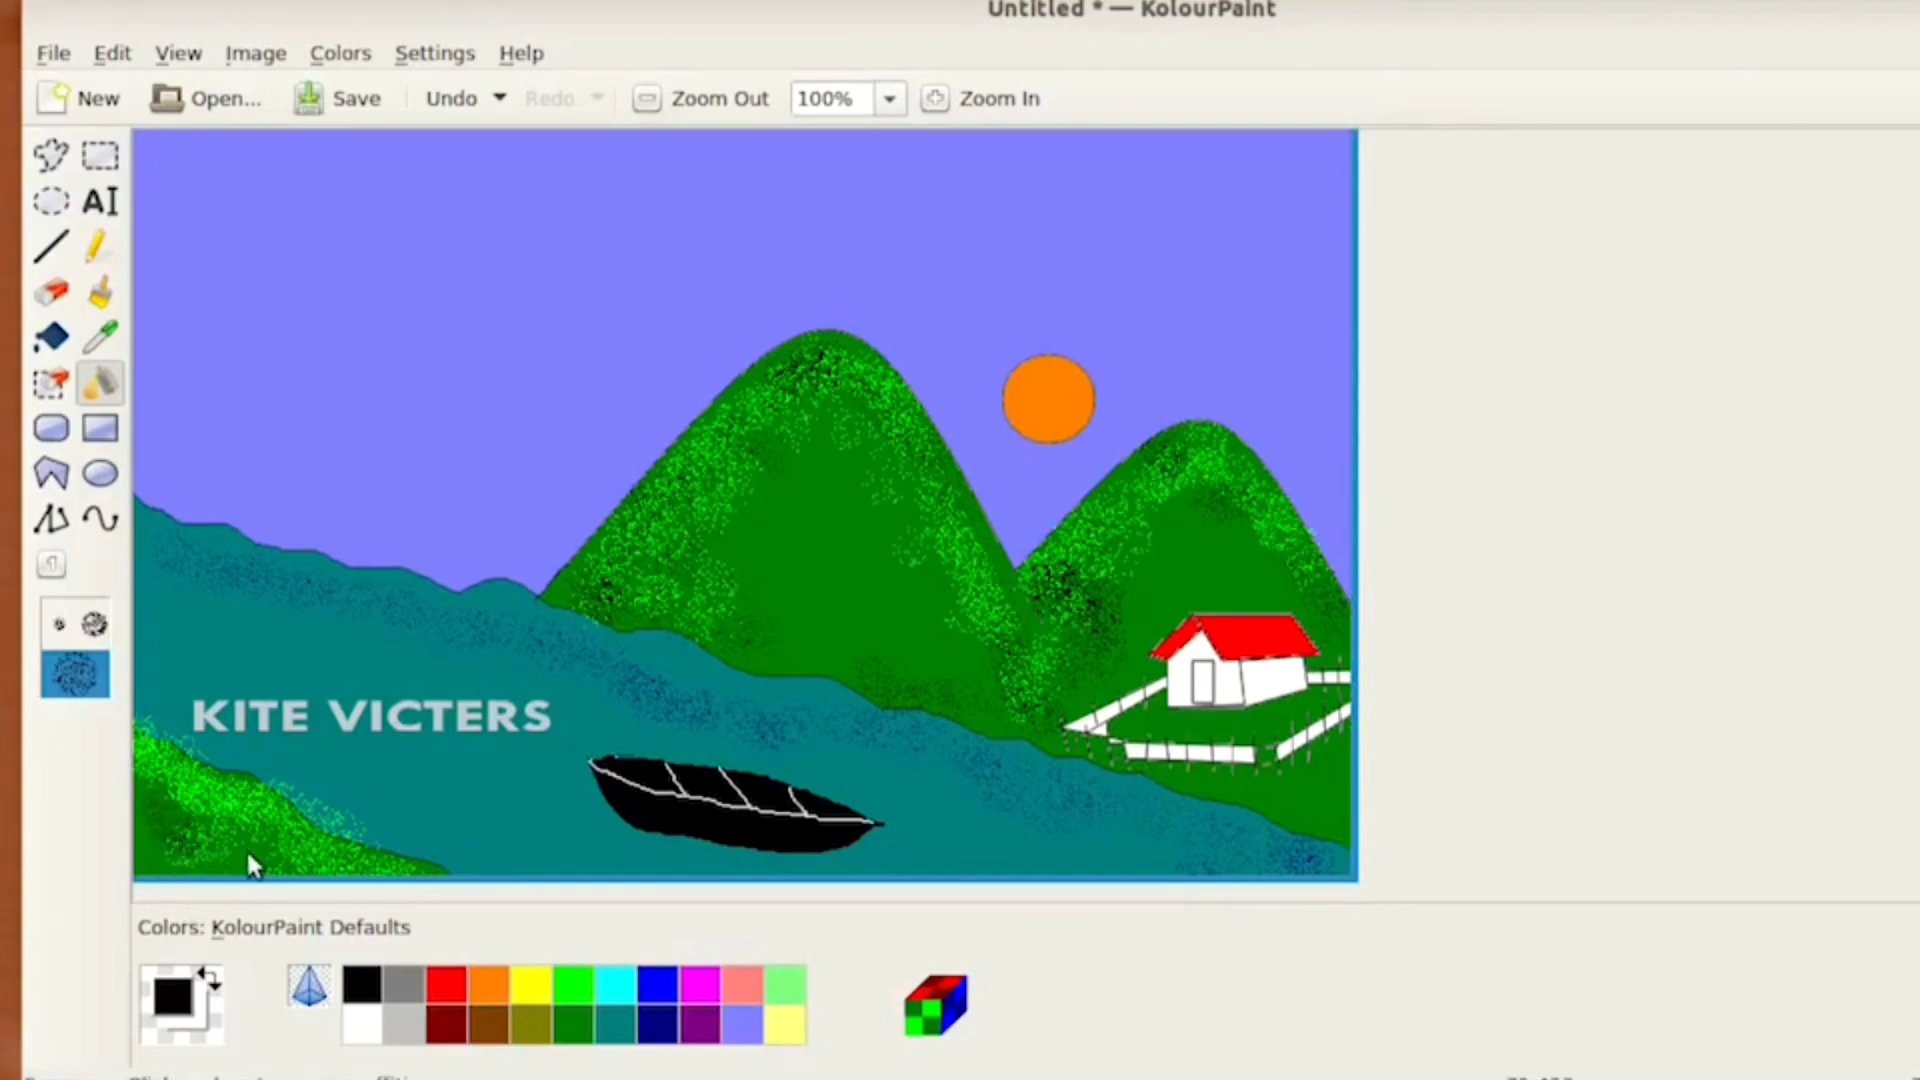 Untitled * — KolourPaint
File Edit View Image Colors Settings Help
New Open... Save Undo Redo Zoom Out 100% Zoom In
AI
KITE VICTERS
Colors: KolourPaint Defaults